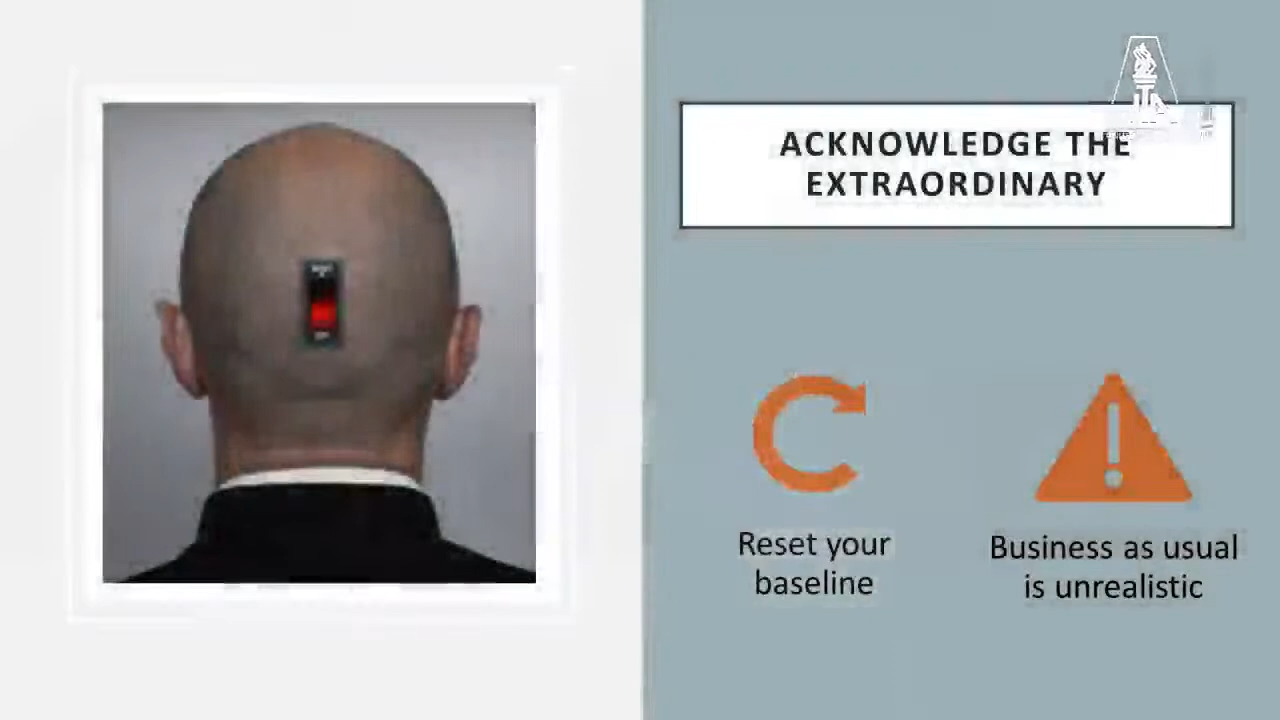 ACKNOWLEDGE THE
EXTRAORDINARY
Reset your
baseline
Business as usual
is unrealistic